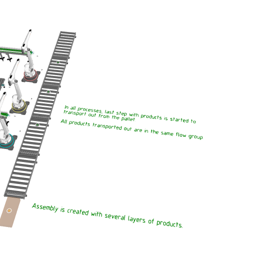 In all processes, last step with products is started to
transport out from the pallet
All products transported out are in the same flow group
Assembly is created with several layers of products.